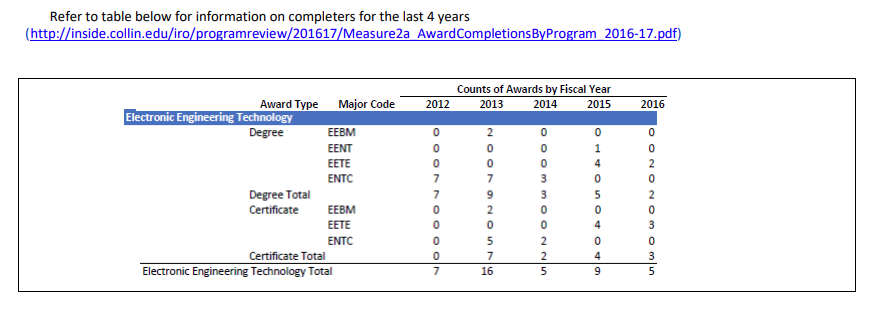 Refer to table below for information on completers for the last 4 years
(http://inside.collin.edu/iro/programreview/201617/Measure2a_AwardCompletionsByProgram_2016-17.pdf)
Counts of Awards by Fiscal Year
Award Type Major Code 2012 2013 2014 2015 2016
Electronic Engineering Technology
Degree EEBM 0 2 0 0 0
EENT 0 0 0 1 0
EETE 0 0 0 4 2
ENTC 7 7 3 0 0
Degree Total 7 9 3 5 2
Certificate EEBM 0 2 0 0 0
EETE 0 0 0 4 3
ENTC 0 5 2 0 0
Certificate Total 0 7 2 4 3
Electronic Engineering Technology Total 7 16 5 9 5